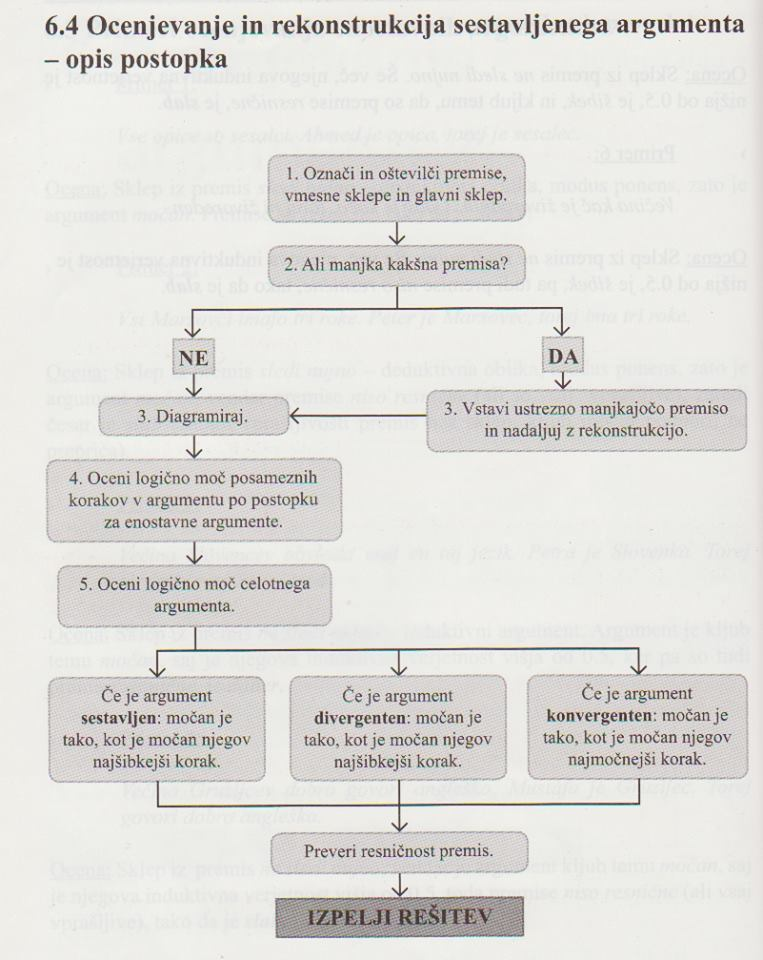 6.4 Ocenjevanje in rekonstrukcija sestavljenega argumenta
– opis postopka
1. Označi in oštevilči premise,
vmesne sklepe in glavni sklep.
2. Ali manjka kakšna premisa?
NE
DA
3. Diagramiraj.
3. Vstavi ustrezno manjkajočo premiso
in nadaljuj z rekonstrukcijo.
4. Oceni logično moč posameznih
korakov v argumentu po postopku
za enostavne argumente.
5. Oceni logično moč celotnega
argumenta.
Če je argument
sestavljen: močan je
tako, kot je močan njegov
najšibkejši korak.
Če je argument
divergenten: močan je
tako, kot je močan njegov
najšibkejši korak.
Če je argument
konvergenten: močan je
tako, kot je močan njegov
najmočnejši korak.
Preveri resničnost premis.
IZPELJI REŠITEV